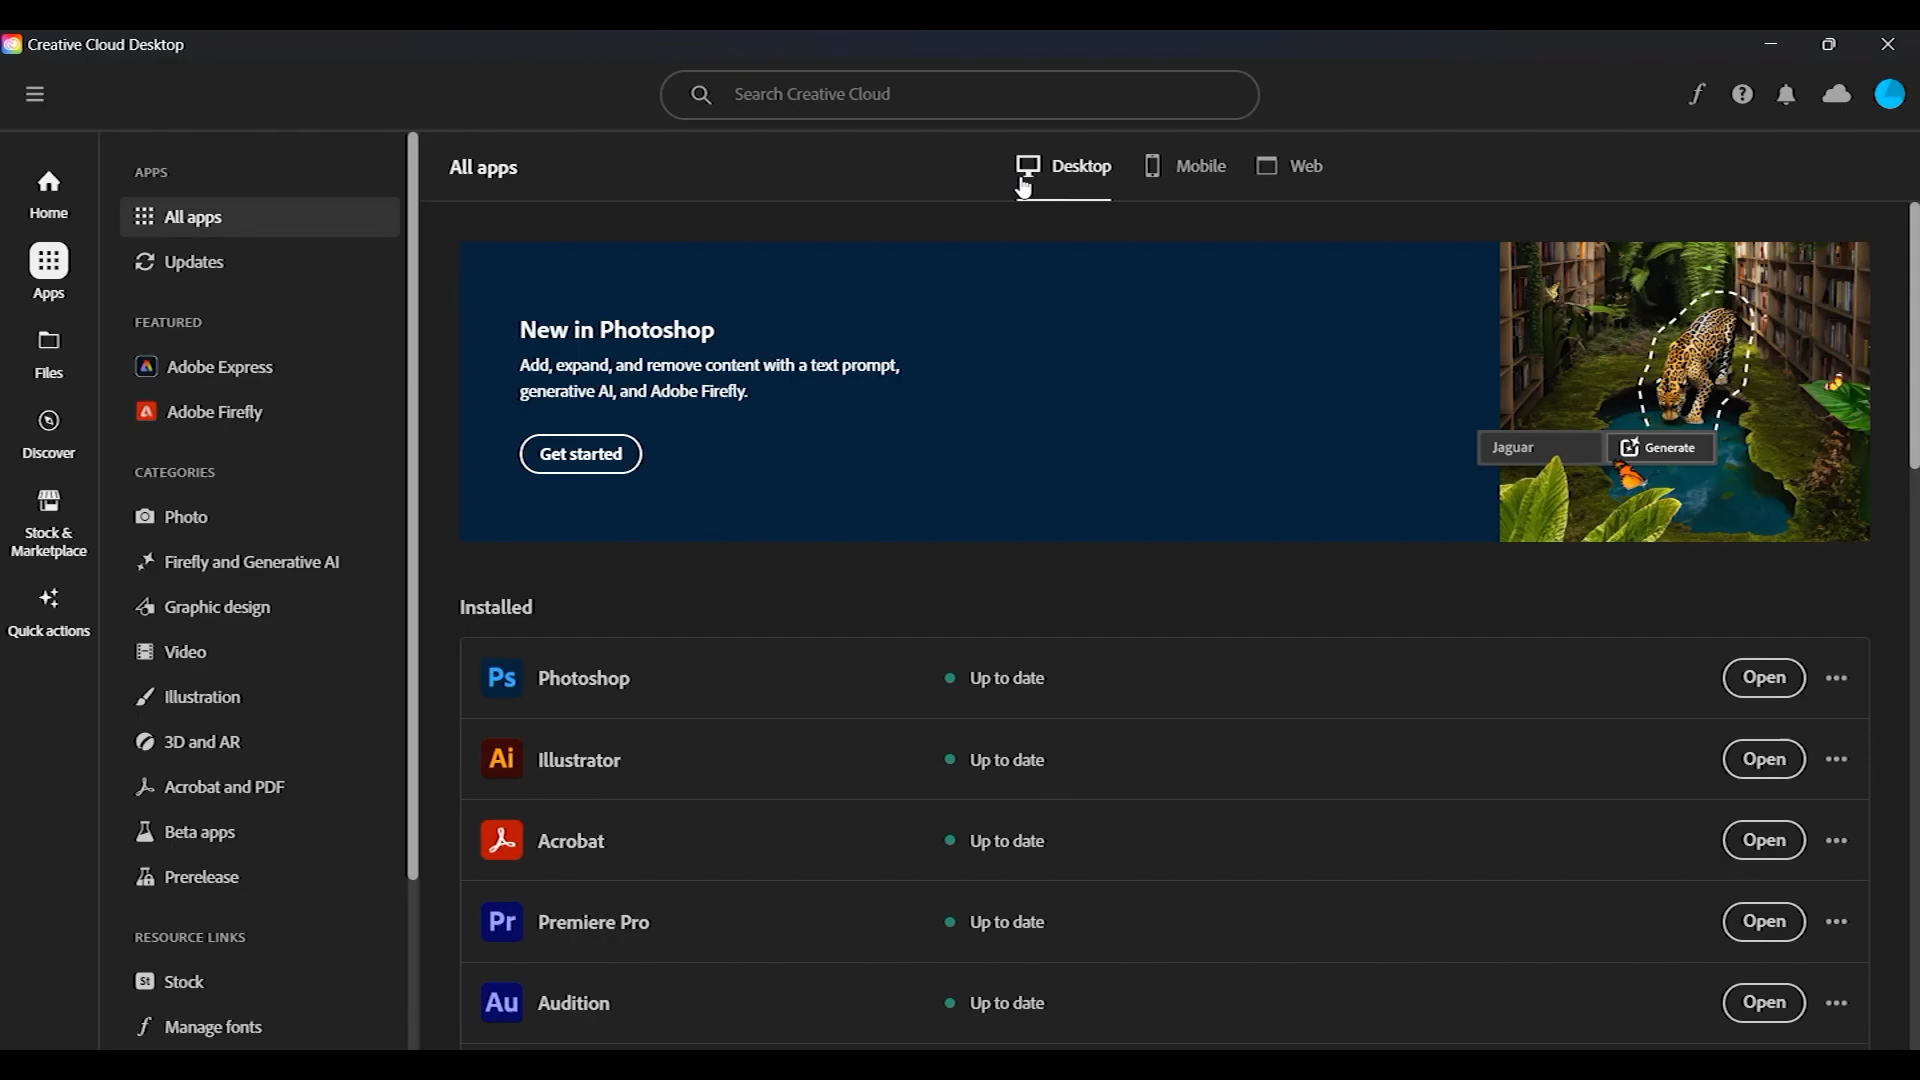 Creative Cloud Desktop
Search Creative Cloud
Home
Apps
Files
Discover
Stock &
Marketplace
Quick actions
APPS
All apps
Updates
FEATURED
Adobe Express
Adobe Firefly
CATEGORIES
Photo
Firefly and Generative AI
Graphic design
Video
Illustration
3D and AR
Acrobat and PDF
Beta apps
Prerelease
RESOURCE LINKS
St Stock
Manage fonts
All apps
Desktop Mobile Web
New in Photoshop
Add, expand, and remove content with a text prompt,
generative AI, and Adobe Firefly.
Get started
Jaguar Generate
Installed
Ps Photoshop Up to date Open
Ai Illustrator Up to date Open
Acrobat Up to date Open
Pr Premiere Pro Up to date Open
Au Audition Up to date Open